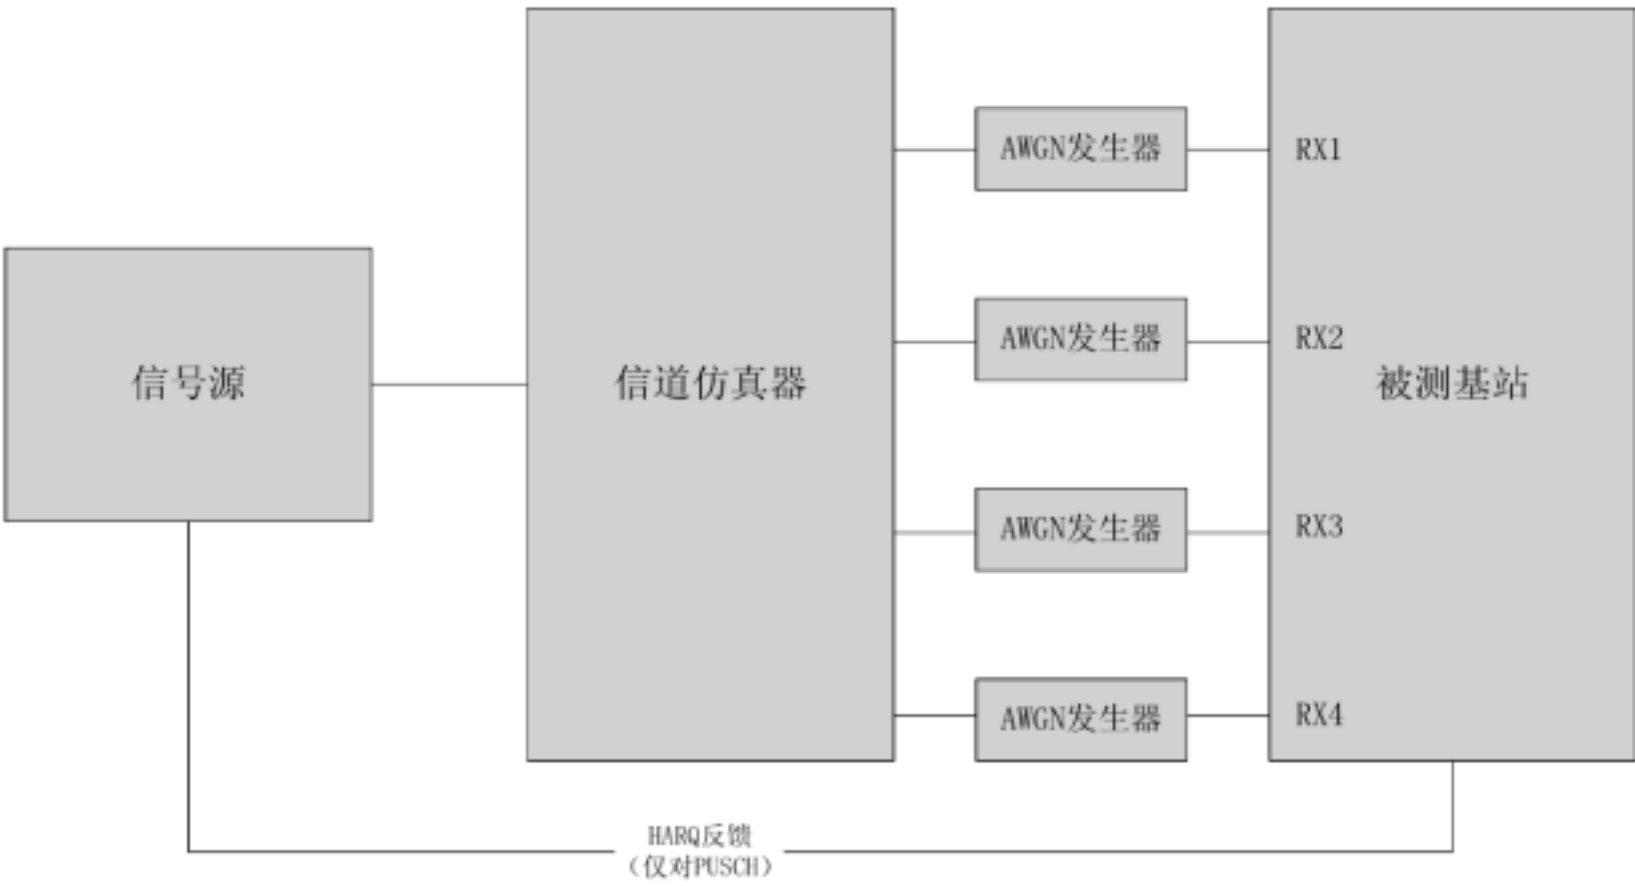 AWGN发生器
RX1
AWGN发生器
RX2
信号源
信道仿真器
被测基站
AWGN发生器
RX3
AWGN发生器
RX4
HARQ反馈
（仅对PUSCH）